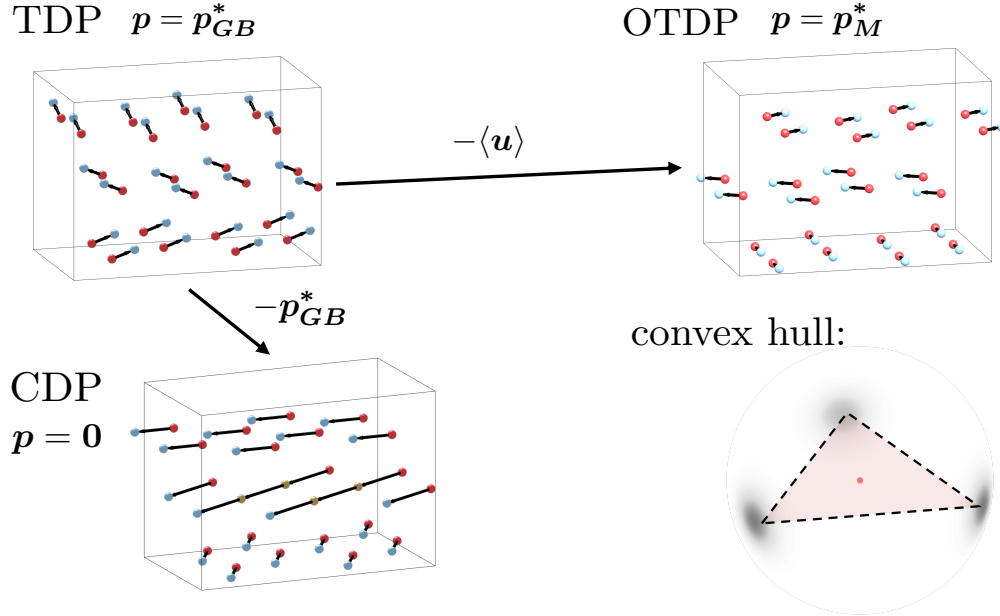 TDP p = p*_GB
OTDP p = p*_M
−⟨u⟩
−p*_GB
convex hull:
CDP
p = 0